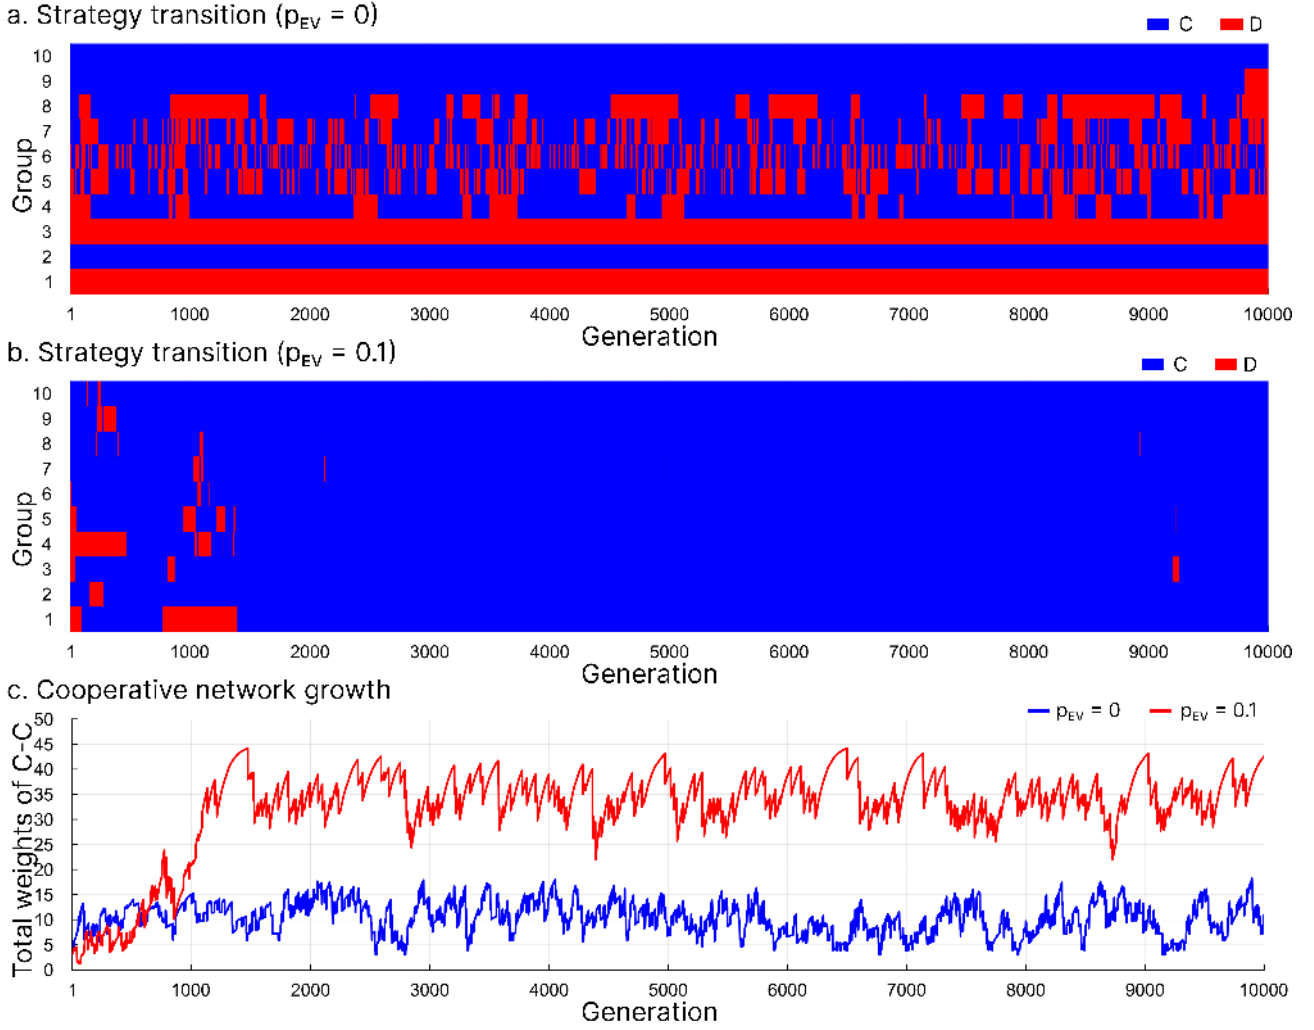 a. Strategy transition (pEV = 0)
C D
Group
10
9
8
7
6
5
4
3
2
1
1 1000 2000 3000 4000 5000 6000 7000 8000 9000 10000
Generation
b. Strategy transition (pEV = 0.1)
C D
Group
10
9
8
7
6
5
4
3
2
1
1 1000 2000 3000 4000 5000 6000 7000 8000 9000 10000
Generation
c. Cooperative network growth
pEV = 0 pEV = 0.1
Total weights of C-C
50
45
40
35
30
25
20
15
10
5
0
1 1000 2000 3000 4000 5000 6000 7000 8000 9000 10000
Generation